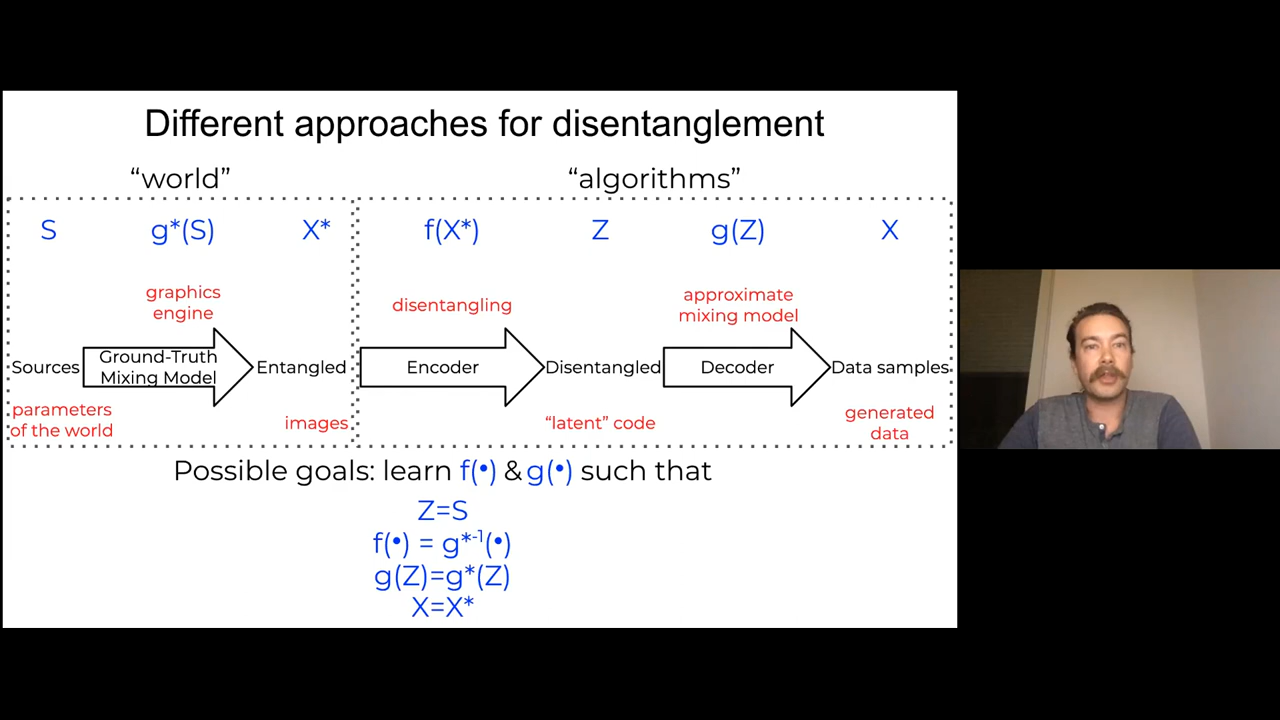 Different approaches for disentanglement
“world”
“algorithms”
S g*(S) X* f(X*) Z g(Z) X
graphics
engine
disentangling
approximate
mixing model
Sources
Ground-Truth
Mixing Model
Entangled
Encoder
Disentangled
Decoder
Data samples
parameters
of the world
images
“latent” code
generated
data
Possible goals: learn f(•) & g(•) such that
Z=S
f(•) = g*⁻¹(•)
g(Z)=g*(Z)
X=X*